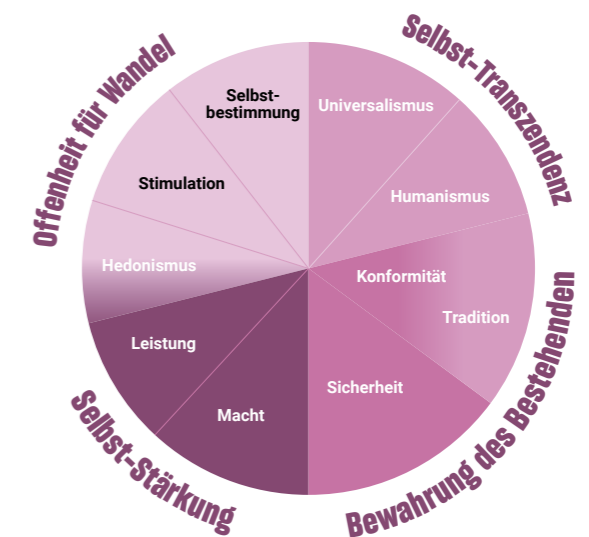 Offenheit für Wandel
Selbst-Transzendenz
Selbst-
bestimmung
Universalismus
Stimulation
Humanismus
Hedonismus
Konformität
Tradition
Leistung
Sicherheit
Macht
Selbst-Stärkung
Bewahrung des Bestehenden